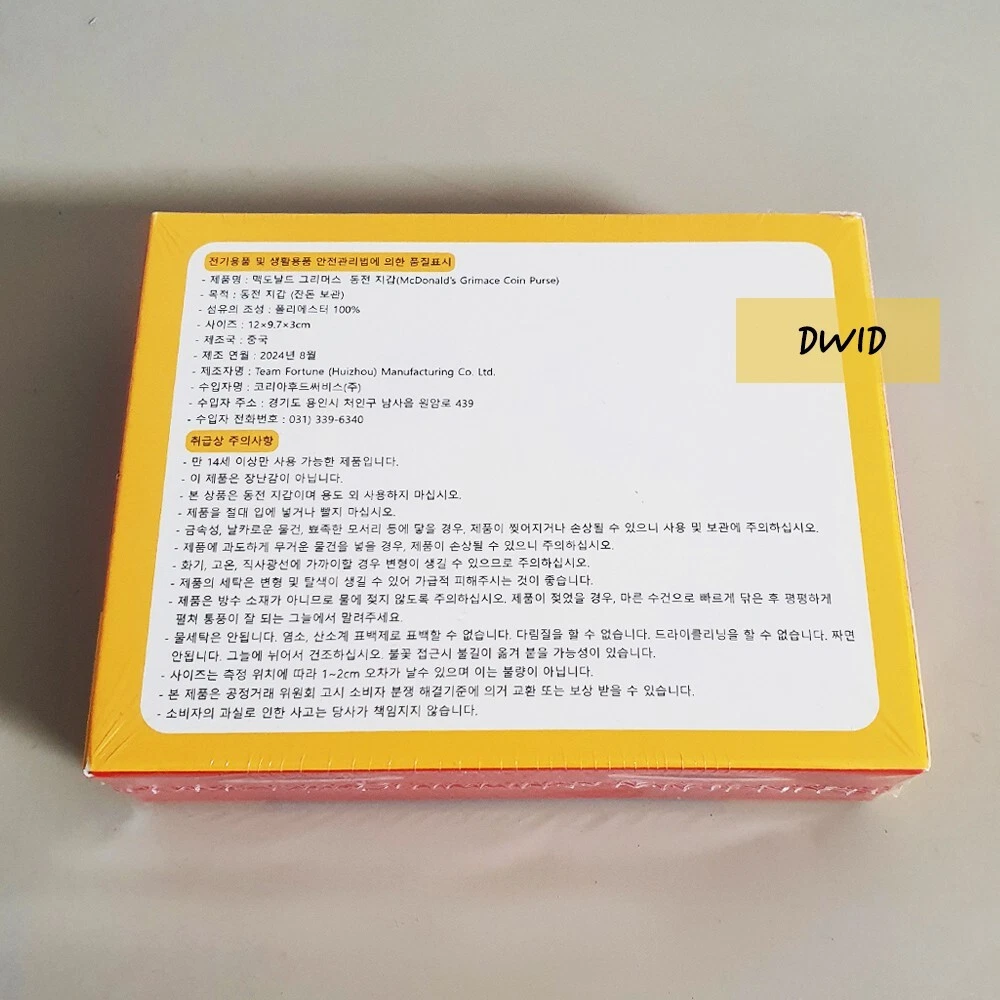 전기용품 및 생활용품 안전관리법에 의한 품질표시
- 제품명 : 맥도날드 그리머스 동전 지갑(McDonald's Grimace Coin Purse)
- 목적 : 동전 지갑 (잔돈 보관)
- 섬유의 조성 : 폴리에스터 100%
- 사이즈 : 12×9.7×3cm
- 제조국 : 중국
- 제조 연월 : 2024년 8월
- 제조자명 : Team Fortune (Huizhou) Manufacturing Co. Ltd.
- 수입자명 : 코리아후드써비스(주)
- 수입자 주소 : 경기도 용인시 처인구 남사읍 원암로 439
- 수입자 전화번호 : 031) 339-6340
DWID
취급상 주의사항
- 만 14세 이상만 사용 가능한 제품입니다.
- 이 제품은 장난감이 아닙니다.
- 본 상품은 동전 지갑이며 용도 외 사용하지 마십시오.
- 제품을 절대 입에 넣거나 빨지 마십시오.
- 금속성, 날카로운 물건, 뾰족한 모서리 등에 닿을 경우, 제품이 찢어지거나 손상될 수 있으니 사용 및 보관에 주의하십시오.
- 제품에 과도하게 무거운 물건을 넣을 경우, 제품이 손상될 수 있으니 주의하십시오.
- 화기, 고온, 직사광선에 가까이할 경우 변형이 생길 수 있으므로 주의하십시오.
- 제품의 세탁은 변형 및 탈색이 생길 수 있어 가급적 피해주시는 것이 좋습니다.
- 제품은 방수 소재가 아니므로 물에 젖지 않도록 주의하십시오. 제품이 젖었을 경우, 마른 수건으로 빠르게 닦은 후 평평하게
펼쳐 통풍이 잘 되는 그늘에서 말려주세요.
- 물세탁은 안됩니다. 염소, 산소계 표백제로 표백할 수 없습니다. 다림질을 할 수 없습니다. 드라이클리닝을 할 수 없습니다. 짜면
안됩니다. 그늘에 뉘어서 건조하십시오. 불꽃 접근시 불길이 옮겨 붙을 가능성이 있습니다.
- 사이즈는 측정 위치에 따라 1~2cm 오차가 날수 있으며 이는 불량이 아닙니다.
- 본 제품은 공정거래 위원회 고시 소비자 분쟁 해결기준에 의거 교환 또는 보상 받을 수 있습니다.
- 소비자의 과실로 인한 사고는 당사가 책임지지 않습니다.